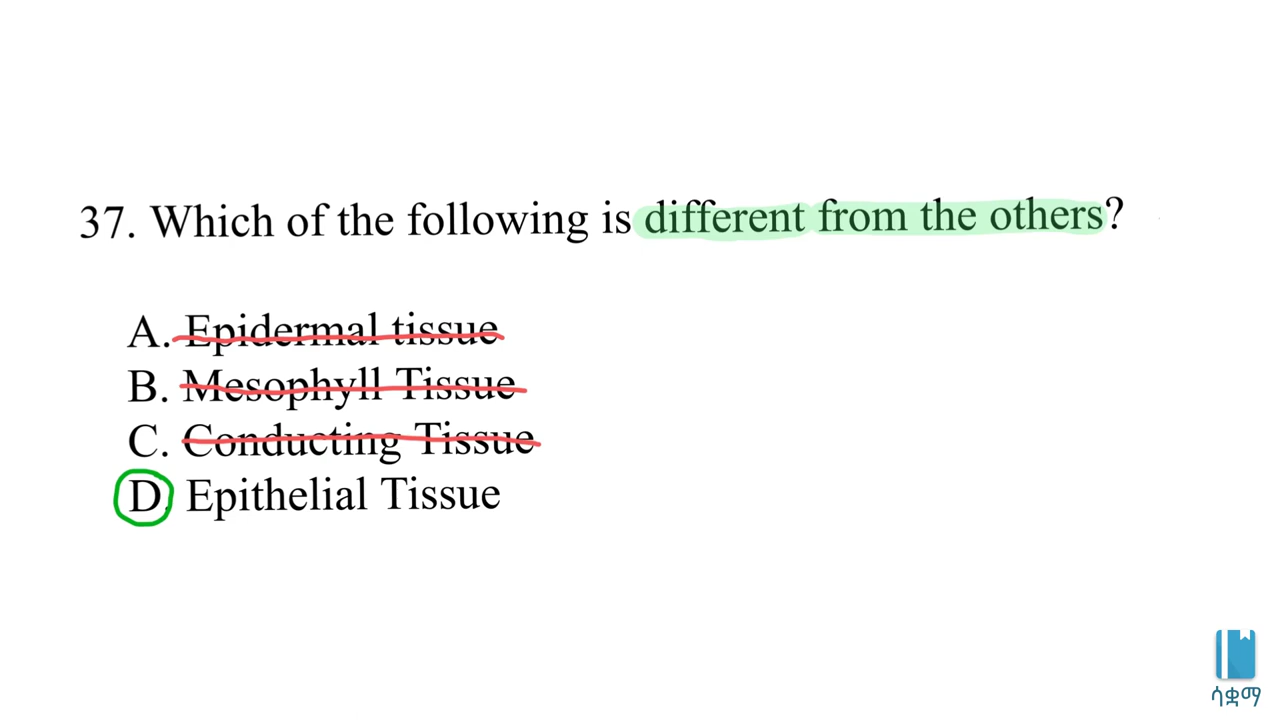 37. Which of the following is different from the others?
A. Epidermal tissue
B. Mesophyll Tissue
C. Conducting Tissue
D. Epithelial Tissue
ሳቋማ